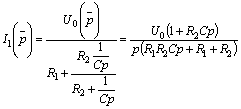 I₁(p̄) = U₀(p̄) / (R₁ + (R₂ 1/Cp) / (R₂ + 1/Cp)) = U₀(1 + R₂Cp) / (p(R₁R₂Cp + R₁ + R₂))